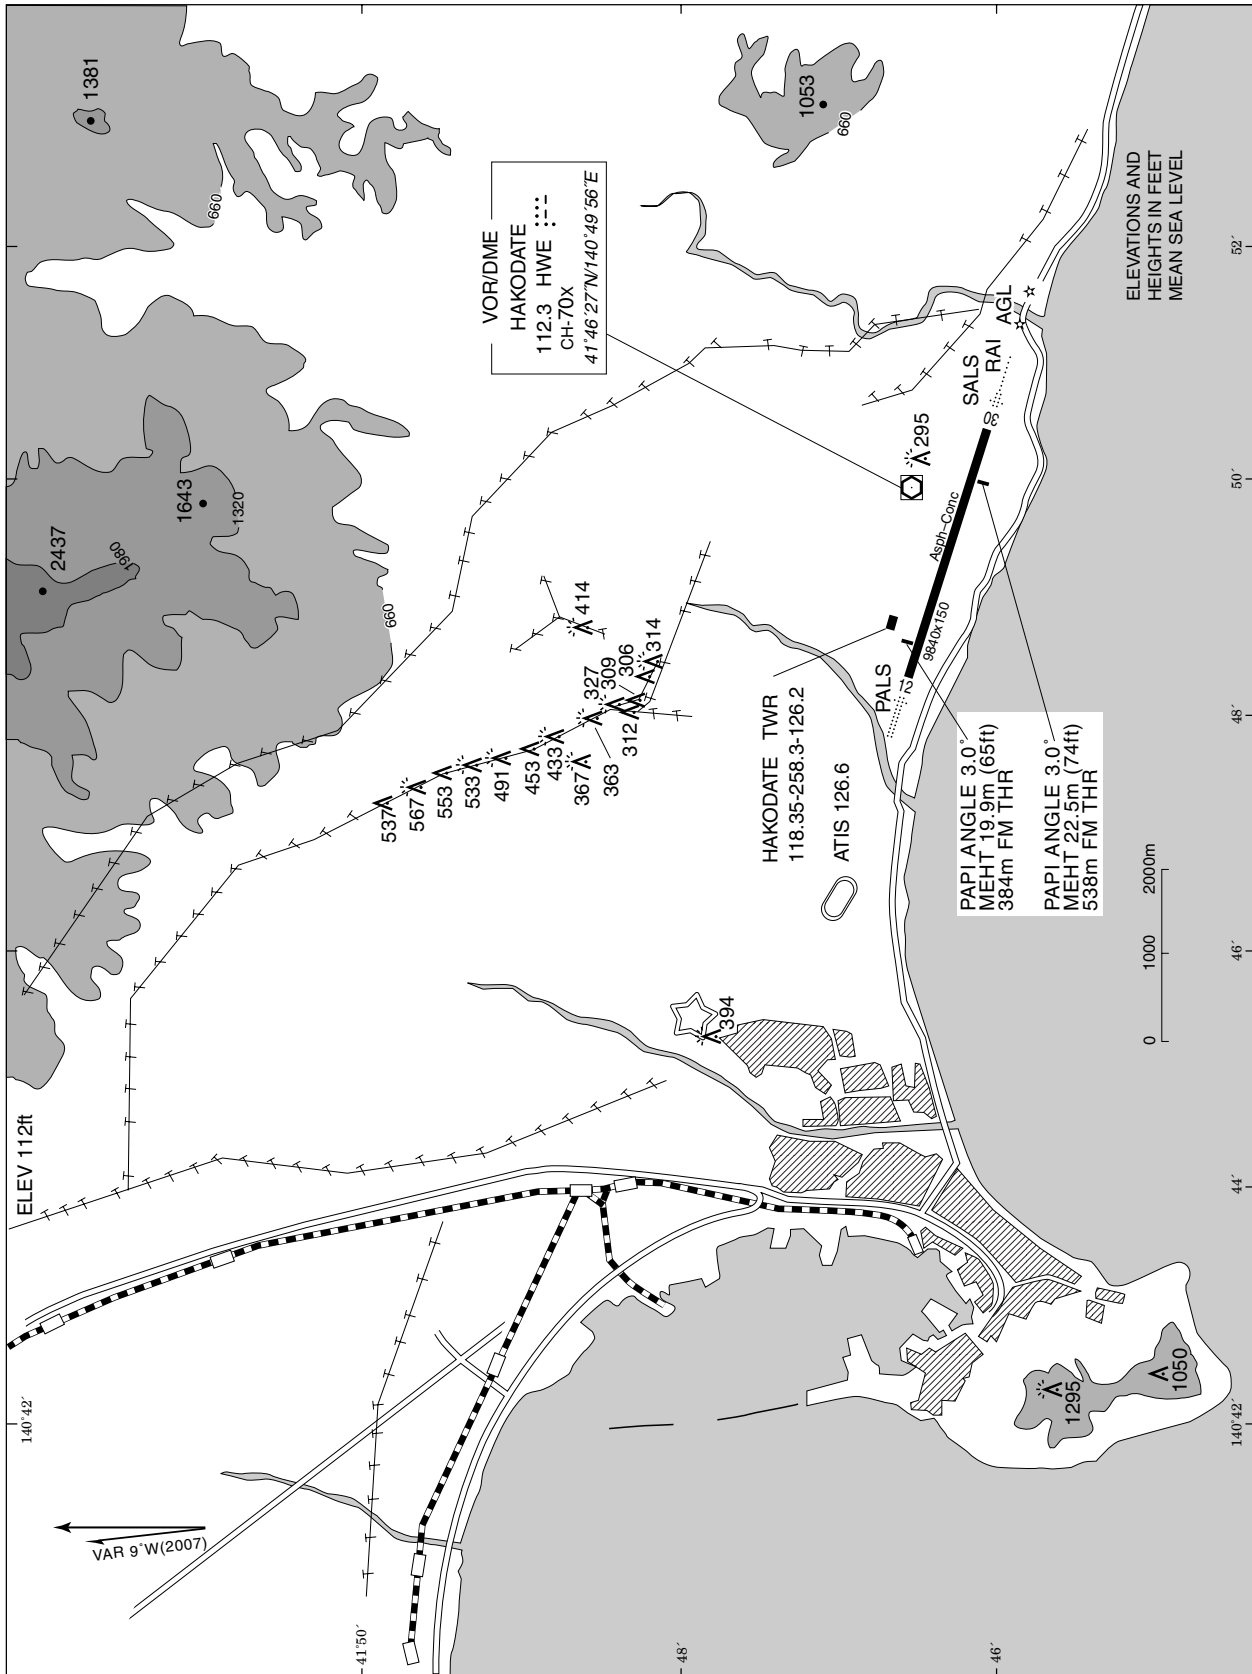 ELEV 112ft
2437
1980
1643
1320
1381
660
660
1053
660
VOR/DME
HAKODATE
112.3 HWE
CH-70x
41°46′27″N/140°49′56″E
537
567
553
533
491
453
433
367
363
312
327
309
306
314
414
394
295
HAKODATE TWR
118.35-258.3-126.2
ATIS 126.6
PALS
12
9840x150
Asph-Conc
30
SALS
RAI
AGL
PAPI ANGLE 3.0°
MEHT 19.9m (65ft)
384m FM THR
PAPI ANGLE 3.0°
MEHT 22.5m (74ft)
538m FM THR
ELEVATIONS AND
HEIGHTS IN FEET
MEAN SEA LEVEL
0 1000 2000m
1295
1050
VAR 9°W(2007)
140°42′
41°50′
48′
46′
140°42′
44′
46′
48′
50′
52′